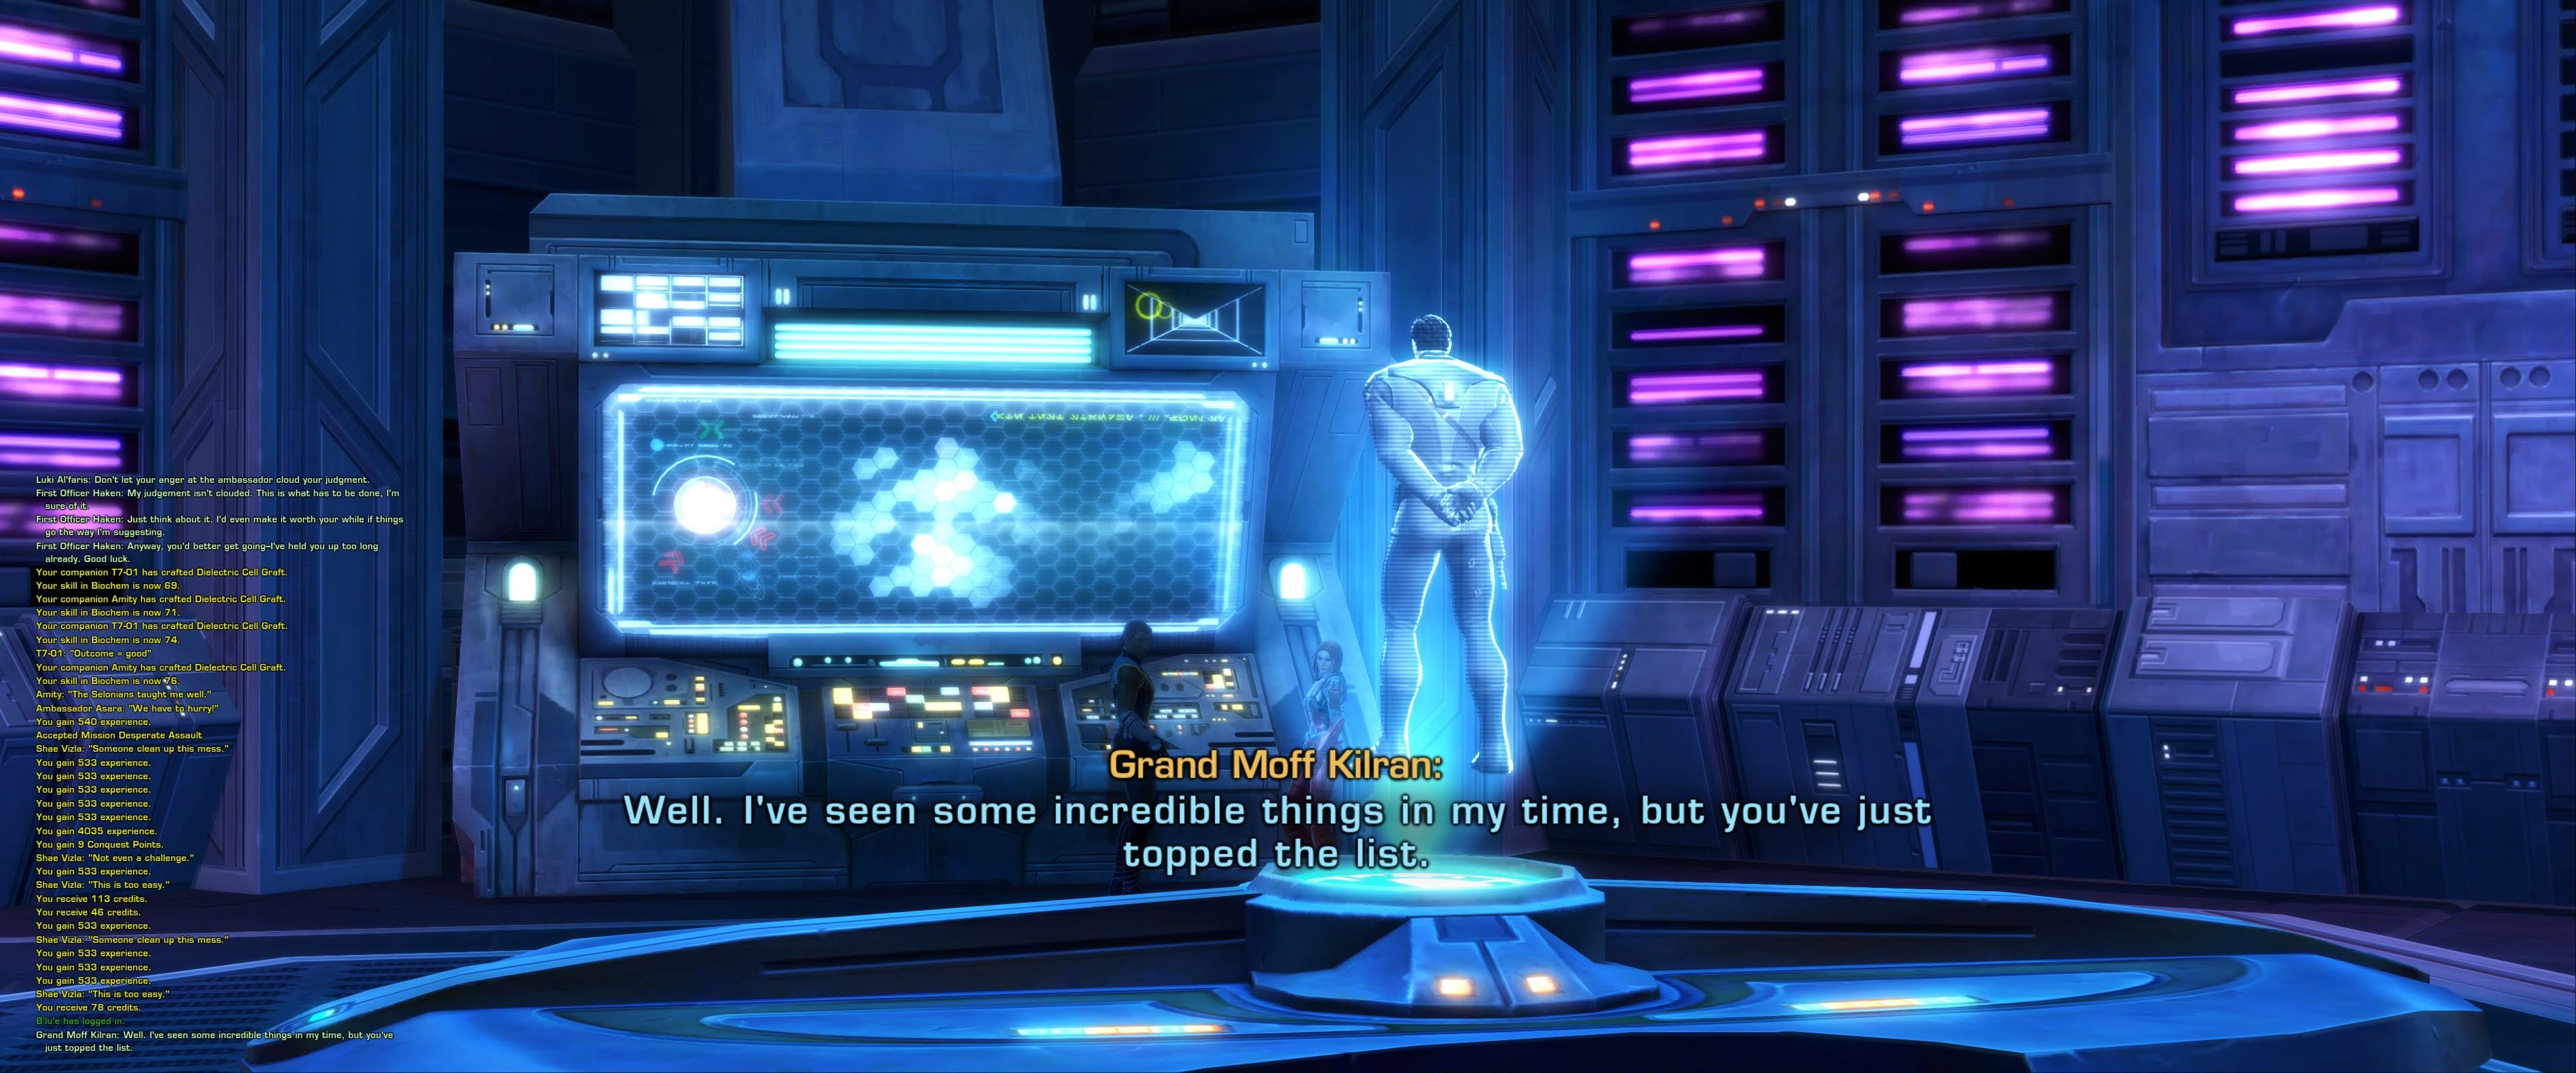 Luki Al'faris: Don't let your anger at the ambassador cloud your judgment.
First Officer Haken: My judgement isn't clouded. This is what has to be done, I'm
sure of it.
First Officer Haken: Just think about it. I'd even make it worth your while if things
go the way I'm suggesting.
First Officer Haken: Anyway, you'd better get going--I've held you up too long
already. Good luck.
Your companion T7-O1 has crafted Dielectric Cell Graft.
Your skill in Biochem is now 69.
Your companion Amity has crafted Dielectric Cell Graft.
Your skill in Biochem is now 71.
Your companion T7-O1 has crafted Dielectric Cell Graft.
Your skill in Biochem is now 74.
T7-O1: "Outcome = good"
Your companion Amity has crafted Dielectric Cell Graft.
Your skill in Biochem is now 76.
Amity: "The Selonians taught me well."
Ambassador Asara: "We have to hurry!"
You gain 540 experience.
Accepted Mission Desperate Assault
Shae Vizla: "Someone clean up this mess."
You gain 533 experience.
You gain 533 experience.
You gain 533 experience.
You gain 533 experience.
You gain 533 experience.
You gain 4035 experience.
You gain 9 Conquest Points.
Shae Vizla: "Not even a challenge."
You gain 533 experience.
Shae Vizla: "This is too easy."
You receive 113 credits.
You receive 46 credits.
You gain 533 experience.
Shae Vizla: "Someone clean up this mess."
You gain 533 experience.
You gain 533 experience.
You gain 533 experience.
Shae Vizla: "This is too easy."
You receive 78 credits.
B'lu'e has logged in.
Grand Moff Kilran: Well. I've seen some incredible things in my time, but you've
just topped the list.
Grand Moff Kilran:
Well. I've seen some incredible things in my time, but you've just
topped the list.